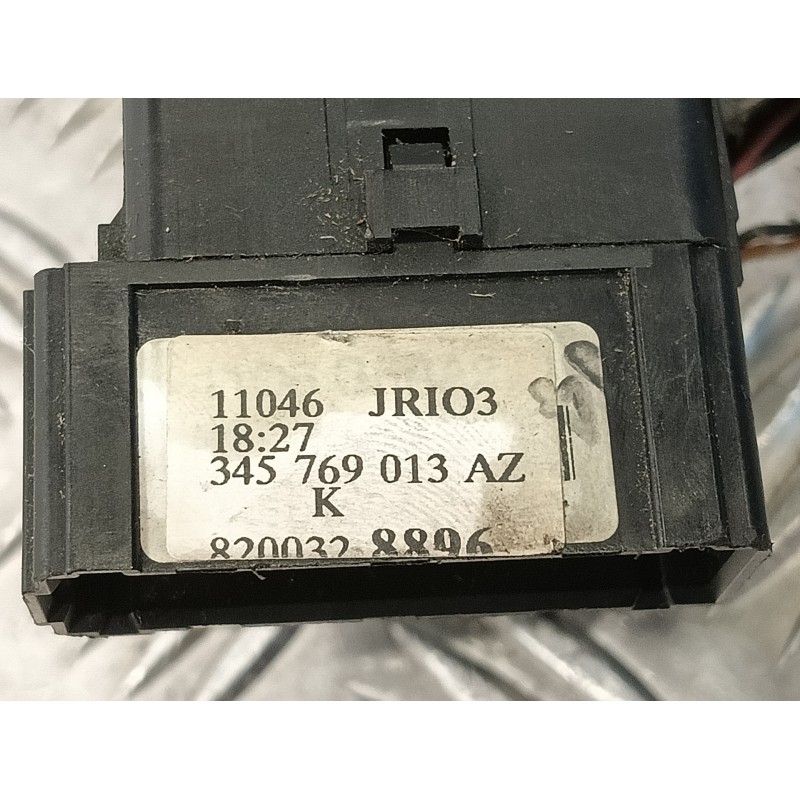 11046 JRIO3
18:27
345 769 013 AZ
K
820032 8896